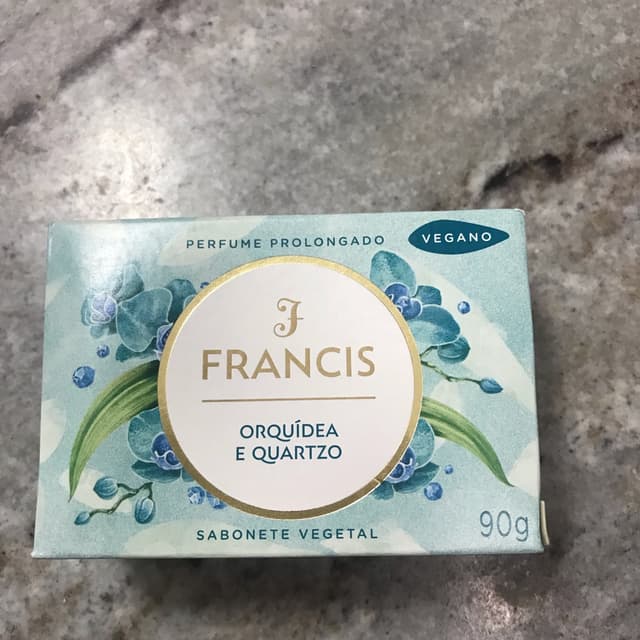 PERFUME PROLONGADO
VEGANO
FRANCIS
ORQUÍDEA
E QUARTZO
SABONETE VEGETAL
90g